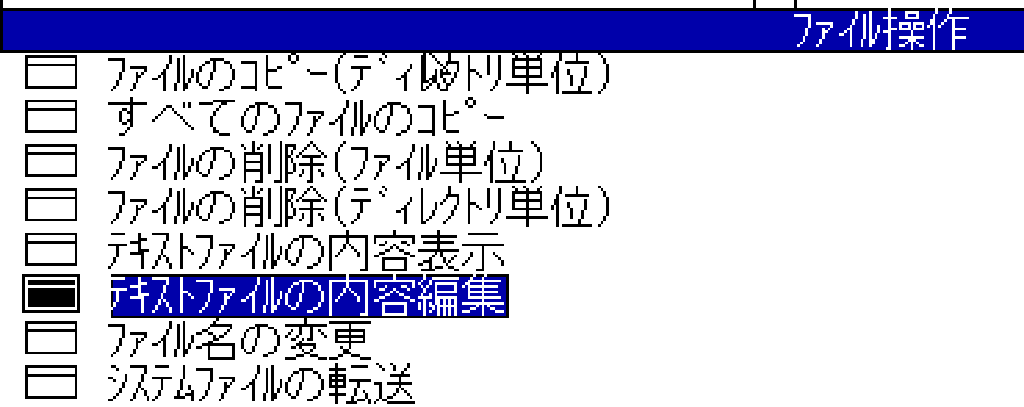 ファイル操作
ファイルのコピー(ディレクトリ単位)
すべてのファイルのコピー
ファイルの削除(ファイル単位)
ファイルの削除(ディレクトリ単位)
テキストファイルの内容表示
テキストファイルの内容編集
ファイル名の変更
システムファイルの転送